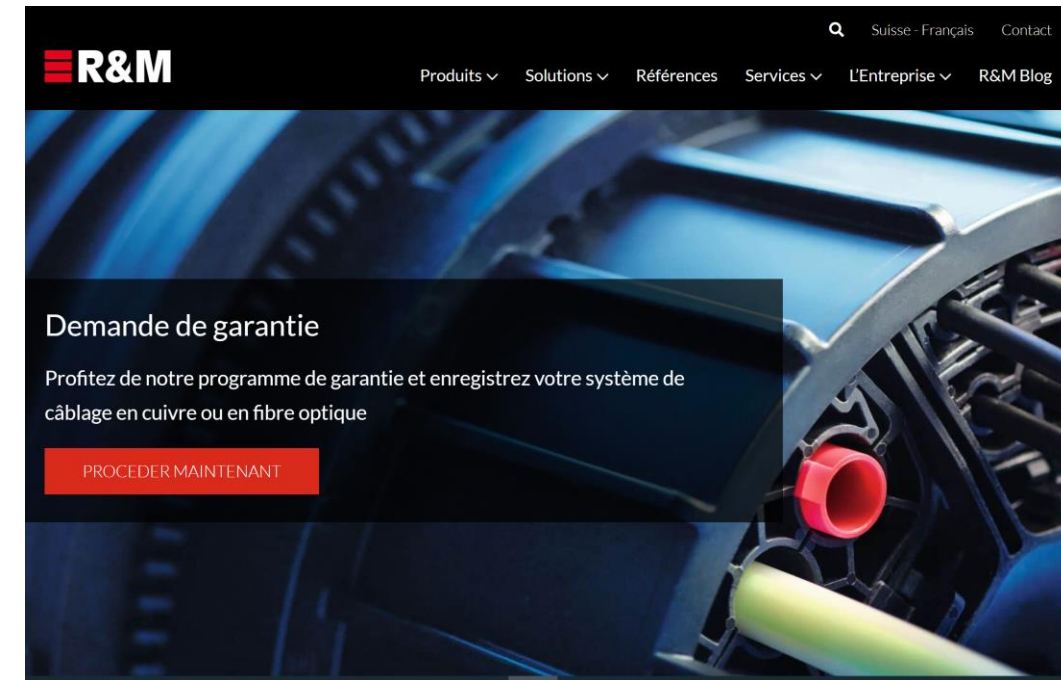 Suisse - Français Contact
R&M
Produits Solutions Références Services L'Entreprise R&M Blog
Demande de garantie
Profitez de notre programme de garantie et enregistrez votre système de
câblage en cuivre ou en fibre optique
PROCEDER MAINTENANT